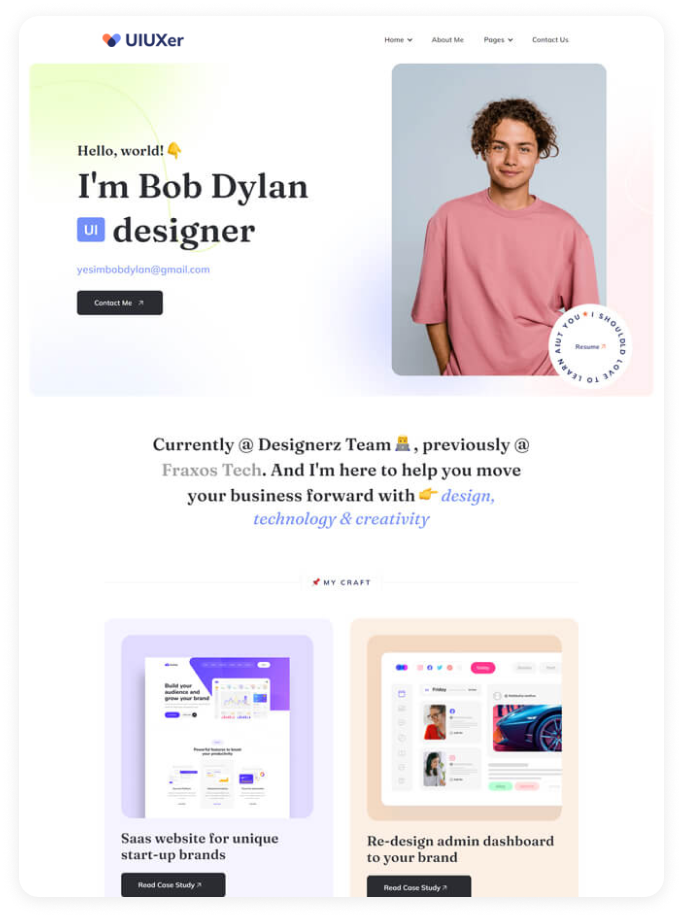 UIUXer
Home
About Me
Pages
Contact Us
Hello, world!
I'm Bob Dylan
UI designer
yesimbobdylan@gmail.com
Contact Me
I SHOULDLD LOVE TO LEARN
Resume
Currently @ Designerz Team , previously @
Fraxos Tech. And I'm here to help you move
your business forward with design,
technology & creativity
MY CRAFT
Build your
audience and
grow your brand
Powerful features to boost
your productivity
Friday
Saas website for unique
start-up brands
Re-design admin dashboard
to your brand
Read Case Study
Read Case Study